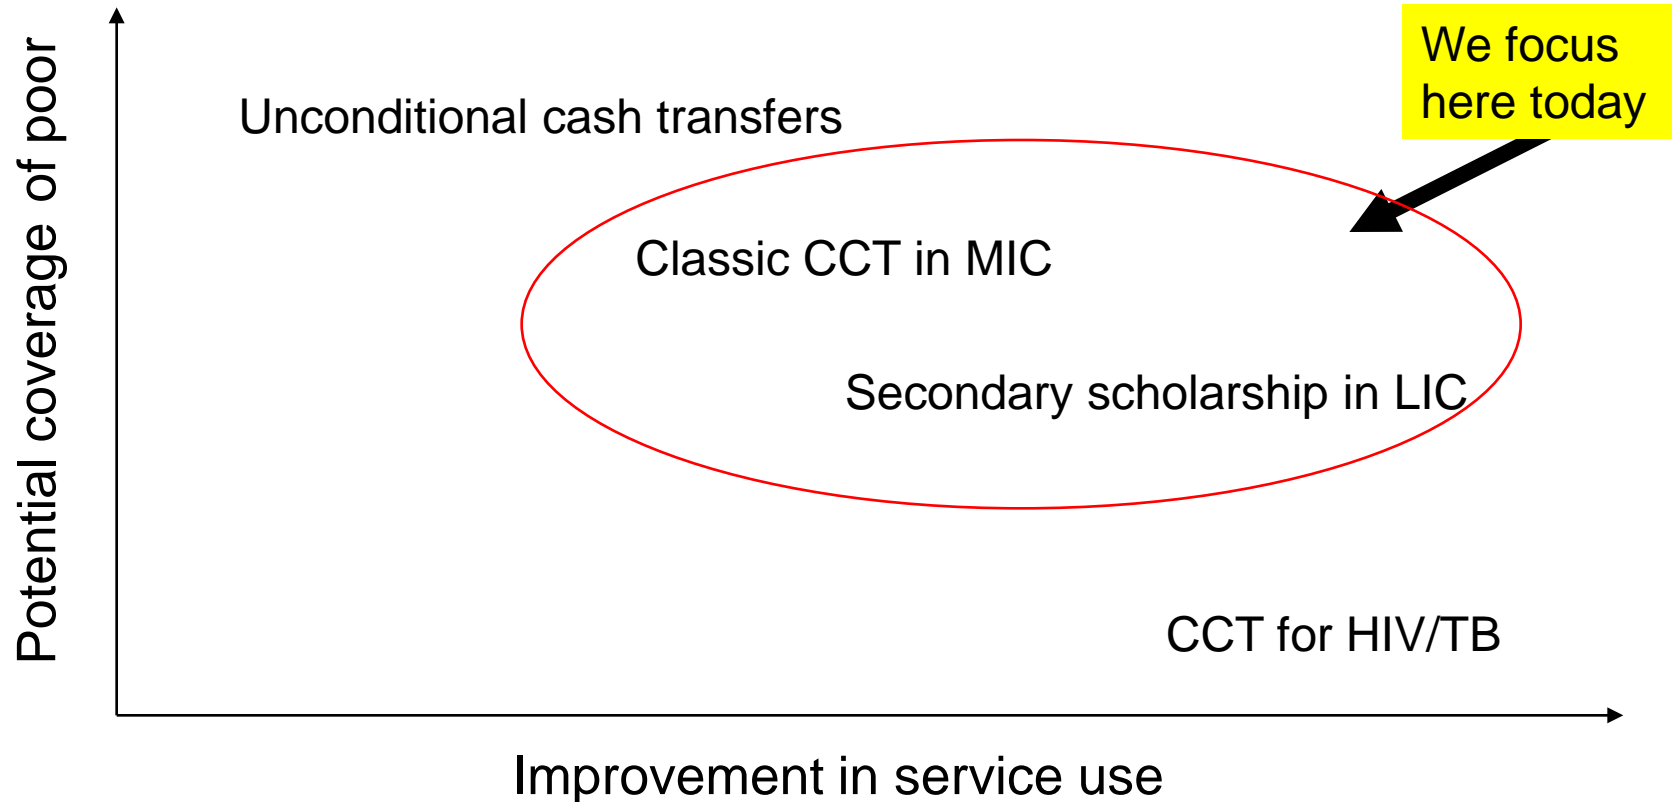 Potential coverage of poor
We focus
here today
Unconditional cash transfers
Classic CCT in MIC
Secondary scholarship in LIC
CCT for HIV/TB
Improvement in service use